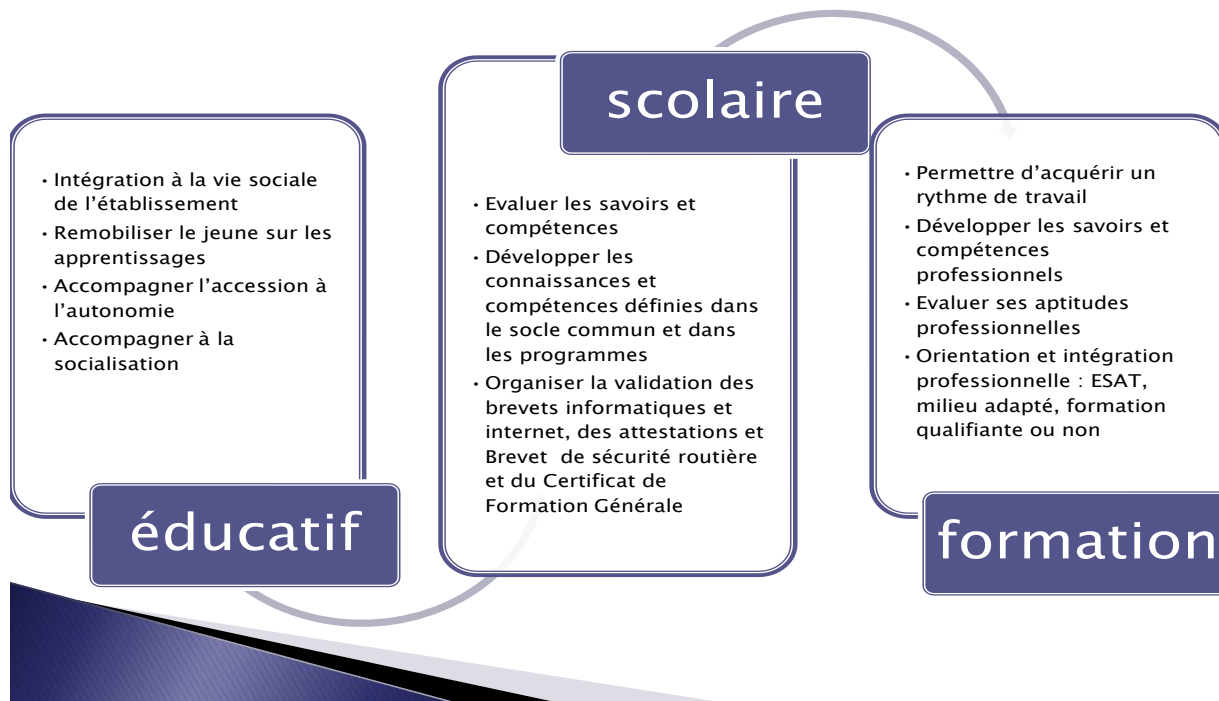 • Intégration à la vie sociale
de l’établissement
• Remobiliser le jeune sur les
apprentissages
• Accompagner l’accession à
l’autonomie
• Accompagner à la
socialisation
éducatif
scolaire
• Evaluer les savoirs et
compétences
• Développer les
connaissances et
compétences définies dans
le socle commun et dans
les programmes
• Organiser la validation des
brevets informatiques et
internet, des attestations et
Brevet de sécurité routière
et du Certificat de
Formation Générale
• Permettre d’acquérir un
rythme de travail
• Développer les savoirs et
compétences
professionnels
• Evaluer ses aptitudes
professionnelles
• Orientation et intégration
professionnelle : ESAT,
milieu adapté, formation
qualifiante ou non
formation